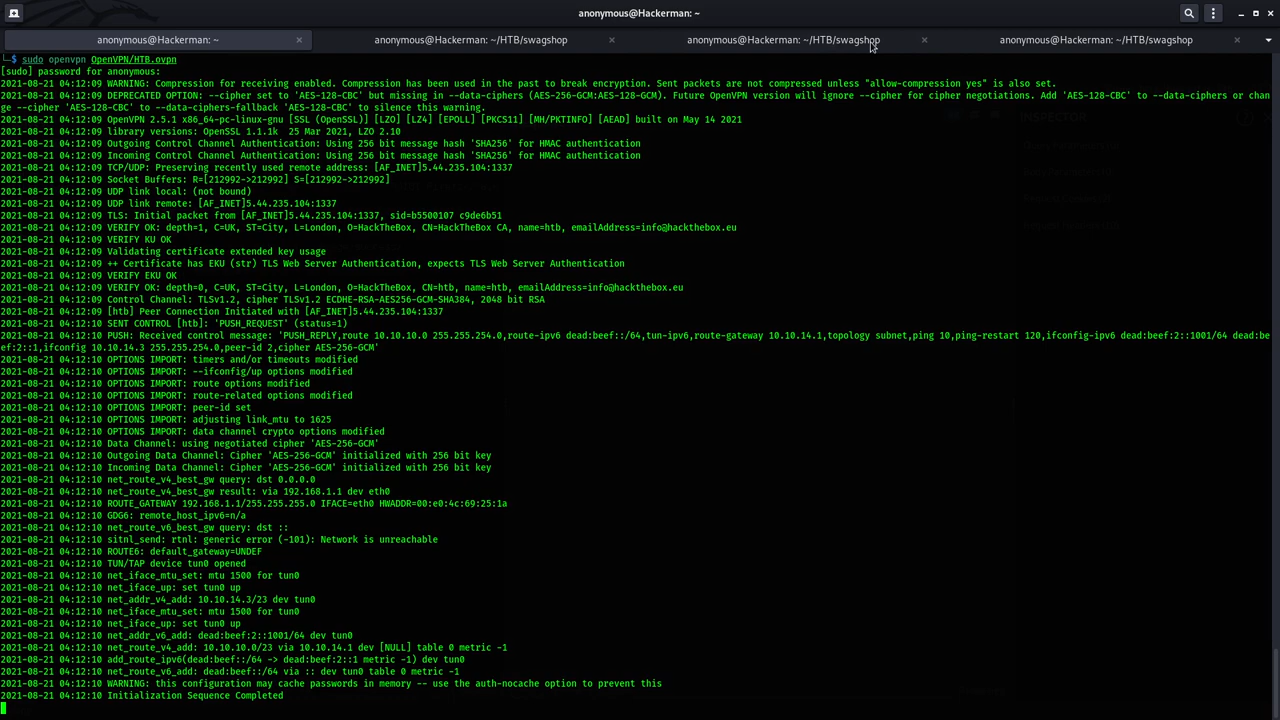 anonymous@Hackerman: ~
anonymous@Hackerman: ~
anonymous@Hackerman: ~/HTB/swagshop
anonymous@Hackerman: ~/HTB/swagshop
anonymous@Hackerman: ~/HTB/swagshop
└─$ sudo openvpn OpenVPN/HTB.ovpn
[sudo] password for anonymous:
2021-08-21 04:12:09 WARNING: Compression for receiving enabled. Compression has been used in the past to break encryption. Sent packets are not compressed unless "allow-compression yes" is also set.
2021-08-21 04:12:09 DEPRECATED OPTION: --cipher set to 'AES-128-CBC' but missing in --data-ciphers (AES-256-GCM:AES-128-GCM). Future OpenVPN version will ignore --cipher for cipher negotiations. Add 'AES-128-CBC' to --data-ciphers or chan
ge --cipher 'AES-128-CBC' to --data-ciphers-fallback 'AES-128-CBC' to silence this warning.
2021-08-21 04:12:09 OpenVPN 2.5.1 x86_64-pc-linux-gnu [SSL (OpenSSL)] [LZO] [LZ4] [EPOLL] [PKCS11] [MH/PKTINFO] [AEAD] built on May 14 2021
2021-08-21 04:12:09 library versions: OpenSSL 1.1.1k  25 Mar 2021, LZO 2.10
2021-08-21 04:12:09 Outgoing Control Channel Authentication: Using 256 bit message hash 'SHA256' for HMAC authentication
2021-08-21 04:12:09 Incoming Control Channel Authentication: Using 256 bit message hash 'SHA256' for HMAC authentication
2021-08-21 04:12:09 TCP/UDP: Preserving recently used remote address: [AF_INET]5.44.235.104:1337
2021-08-21 04:12:09 Socket Buffers: R=[212992->212992] S=[212992->212992]
2021-08-21 04:12:09 UDP link local: (not bound)
2021-08-21 04:12:09 UDP link remote: [AF_INET]5.44.235.104:1337
2021-08-21 04:12:09 TLS: Initial packet from [AF_INET]5.44.235.104:1337, sid=b5500107 c9de6b51
2021-08-21 04:12:09 VERIFY OK: depth=1, C=UK, ST=City, L=London, O=HackTheBox, CN=HackTheBox CA, name=htb, emailAddress=info@hackthebox.eu
2021-08-21 04:12:09 VERIFY KU OK
2021-08-21 04:12:09 Validating certificate extended key usage
2021-08-21 04:12:09 ++ Certificate has EKU (str) TLS Web Server Authentication, expects TLS Web Server Authentication
2021-08-21 04:12:09 VERIFY EKU OK
2021-08-21 04:12:09 VERIFY OK: depth=0, C=UK, ST=City, L=London, O=HackTheBox, CN=htb, name=htb, emailAddress=info@hackthebox.eu
2021-08-21 04:12:09 Control Channel: TLSv1.2, cipher TLSv1.2 ECDHE-RSA-AES256-GCM-SHA384, 2048 bit RSA
2021-08-21 04:12:09 [htb] Peer Connection Initiated with [AF_INET]5.44.235.104:1337
2021-08-21 04:12:10 SENT CONTROL [htb]: 'PUSH_REQUEST' (status=1)
2021-08-21 04:12:10 PUSH: Received control message: 'PUSH_REPLY,route 10.10.10.0 255.255.254.0,route-ipv6 dead:beef::/64,tun-ipv6,route-gateway 10.10.14.1,topology subnet,ping 10,ping-restart 120,ifconfig-ipv6 dead:beef:2::1001/64 dead:be
ef:2::1,ifconfig 10.10.14.3 255.255.254.0,peer-id 2,cipher AES-256-GCM'
2021-08-21 04:12:10 OPTIONS IMPORT: timers and/or timeouts modified
2021-08-21 04:12:10 OPTIONS IMPORT: --ifconfig/up options modified
2021-08-21 04:12:10 OPTIONS IMPORT: route options modified
2021-08-21 04:12:10 OPTIONS IMPORT: route-related options modified
2021-08-21 04:12:10 OPTIONS IMPORT: peer-id set
2021-08-21 04:12:10 OPTIONS IMPORT: adjusting link_mtu to 1625
2021-08-21 04:12:10 OPTIONS IMPORT: data channel crypto options modified
2021-08-21 04:12:10 Data Channel: using negotiated cipher 'AES-256-GCM'
2021-08-21 04:12:10 Outgoing Data Channel: Cipher 'AES-256-GCM' initialized with 256 bit key
2021-08-21 04:12:10 Incoming Data Channel: Cipher 'AES-256-GCM' initialized with 256 bit key
2021-08-21 04:12:10 net_route_v4_best_gw query: dst 0.0.0.0
2021-08-21 04:12:10 net_route_v4_best_gw result: via 192.168.1.1 dev eth0
2021-08-21 04:12:10 ROUTE_GATEWAY 192.168.1.1/255.255.255.0 IFACE=eth0 HWADDR=00:e0:4c:69:25:1a
2021-08-21 04:12:10 GDG6: remote_host_ipv6=n/a
2021-08-21 04:12:10 net_route_v6_best_gw query: dst ::
2021-08-21 04:12:10 sitnl_send: rtnl: generic error (-101): Network is unreachable
2021-08-21 04:12:10 ROUTE6: default_gateway=UNDEF
2021-08-21 04:12:10 TUN/TAP device tun0 opened
2021-08-21 04:12:10 net_iface_mtu_set: mtu 1500 for tun0
2021-08-21 04:12:10 net_iface_up: set tun0 up
2021-08-21 04:12:10 net_addr_v4_add: 10.10.14.3/23 dev tun0
2021-08-21 04:12:10 net_iface_mtu_set: mtu 1500 for tun0
2021-08-21 04:12:10 net_iface_up: set tun0 up
2021-08-21 04:12:10 net_addr_v6_add: dead:beef:2::1001/64 dev tun0
2021-08-21 04:12:10 net_route_v4_add: 10.10.10.0/23 via 10.10.14.1 dev [NULL] table 0 metric -1
2021-08-21 04:12:10 add_route_ipv6(dead:beef::/64 -> dead:beef:2::1 metric -1) dev tun0
2021-08-21 04:12:10 net_route_v6_add: dead:beef::/64 via :: dev tun0 table 0 metric -1
2021-08-21 04:12:10 WARNING: this configuration may cache passwords in memory -- use the auth-nocache option to prevent this
2021-08-21 04:12:10 Initialization Sequence Completed
INSPECTOR